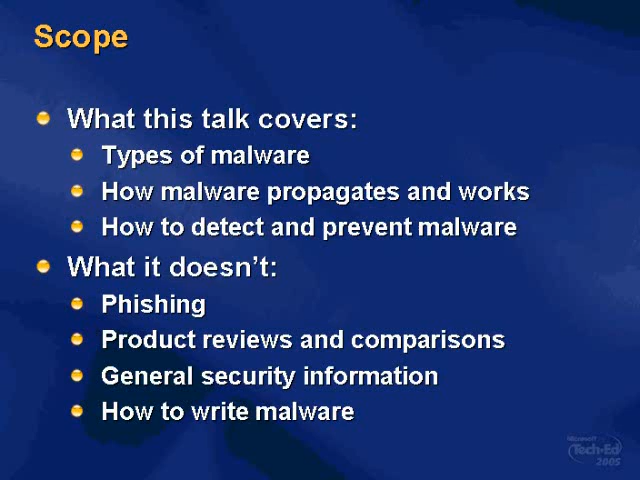 Scope
What this talk covers:
Types of malware
How malware propagates and works
How to detect and prevent malware
What it doesn't:
Phishing
Product reviews and comparisons
General security information
How to write malware
Microsoft
Tech·Ed
2005